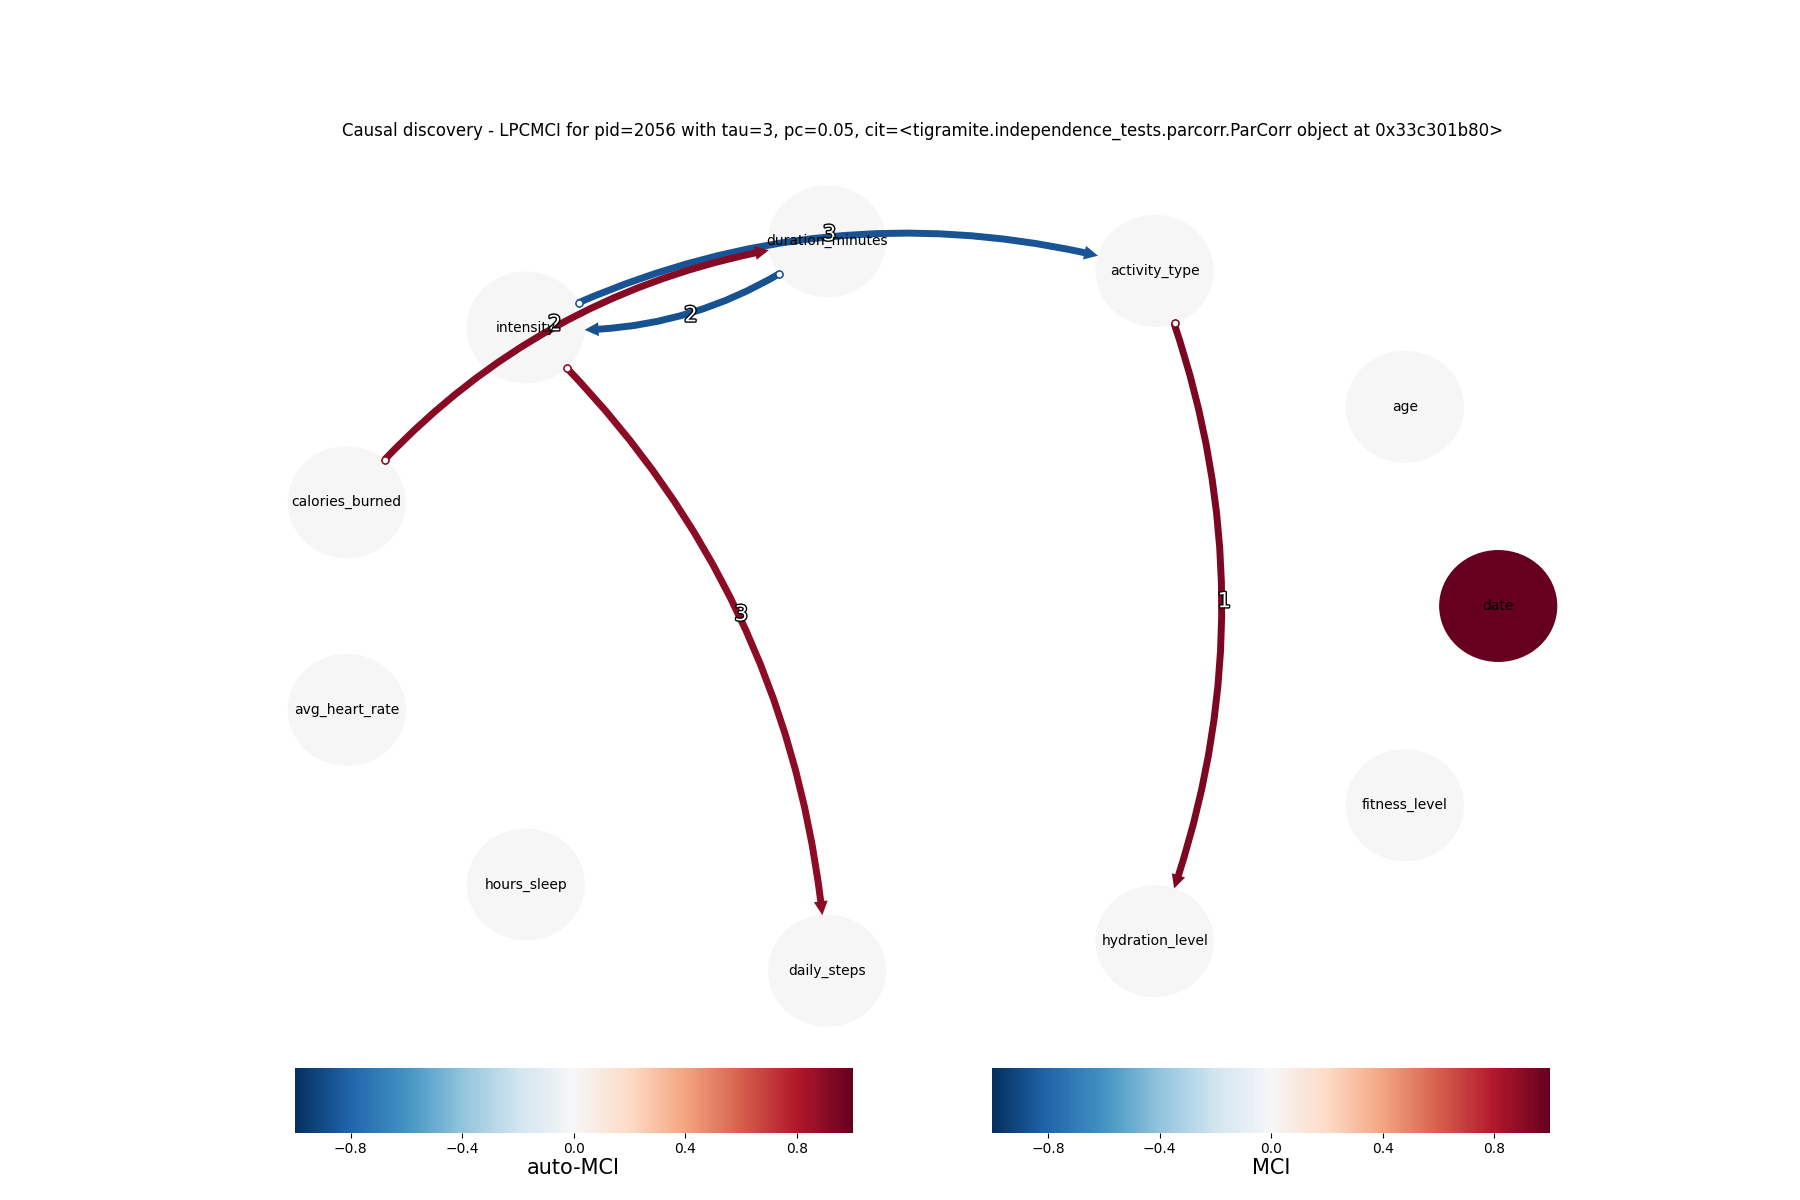 Causal discovery - LPCMCI for pid=2056 with tau=3, pc=0.05, cit=<tigramite.independence_tests.parcorr.ParCorr object at 0x33c301b80>
3
duration_minutes
activity_type
2
intensity
2
age
calories_burned
1
date
3
avg_heart_rate
fitness_level
hours_sleep
hydration_level
daily_steps
−0.8 −0.4 0.0 0.4 0.8
auto-MCI
−0.8 −0.4 0.0 0.4 0.8
MCI